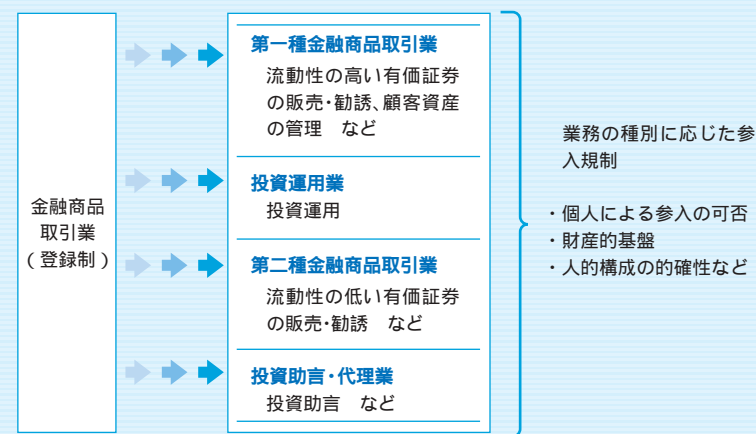 金融商品
取引業
(登録制)
第一種金融商品取引業
流動性の高い有価証券
の販売・勧誘、顧客資産
の管理　など
投資運用業
投資運用
第二種金融商品取引業
流動性の低い有価証券
の販売・勧誘　など
投資助言・代理業
投資助言　など
業務の種別に応じた参
入規制
・個人による参入の可否
・財産的基盤
・人的構成の的確性など